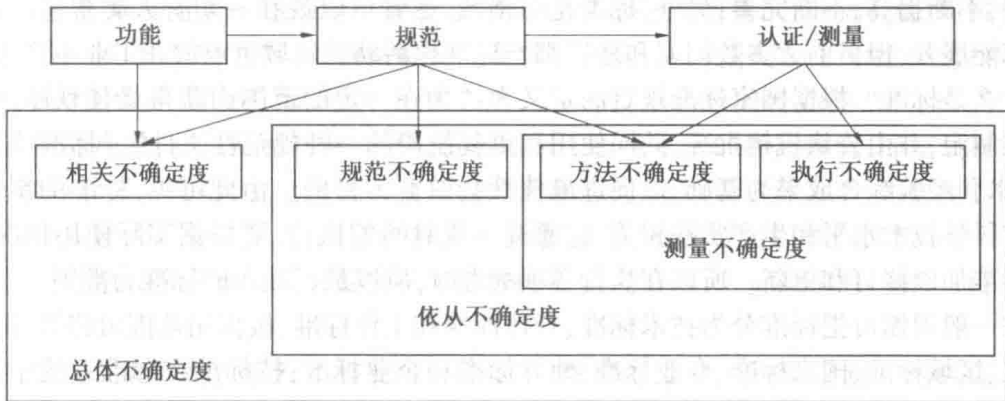 功能
规范
认证/测量
相关不确定度
规范不确定度
方法不确定度
执行不确定度
测量不确定度
依从不确定度
总体不确定度